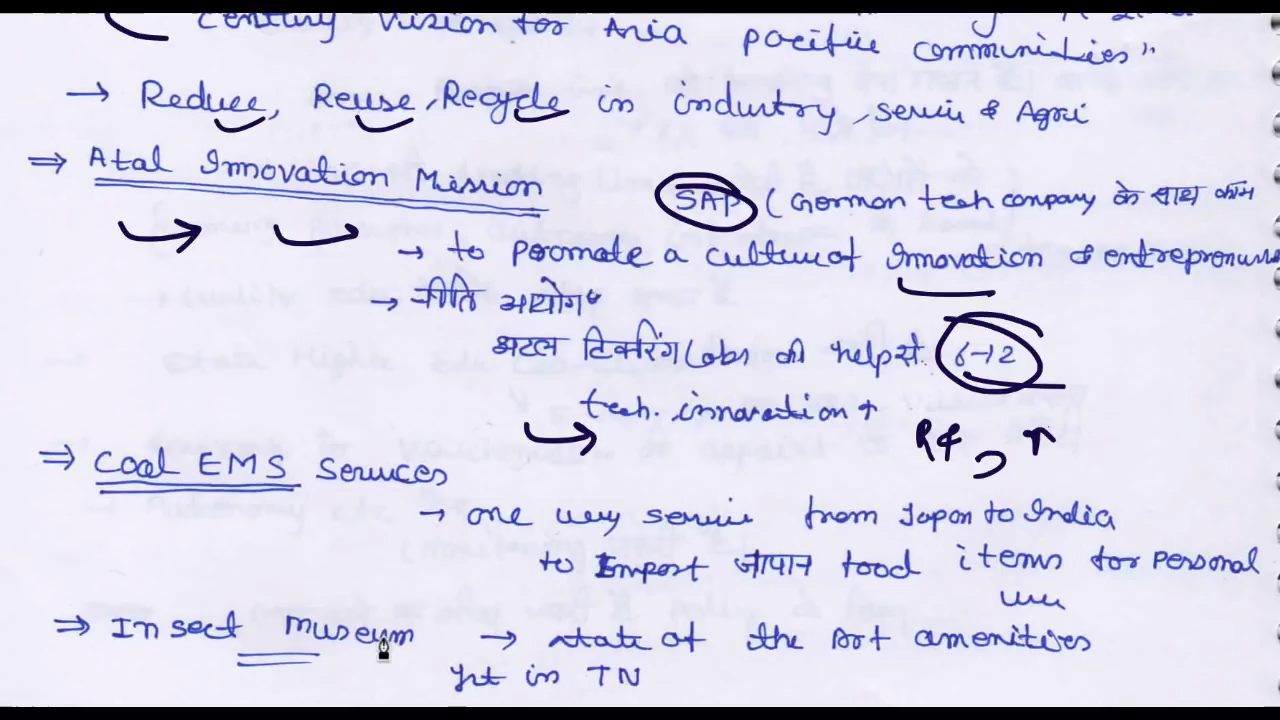 Century Vision for Asia pacific communities".
→ Reduce, Reuse, Recycle in industry, service & Agri
⇒ Atal Innovation Mission
SAP (German tech company के साथ काम
→ to promote a culture of Innovation & entrepreneurs
→ नीति आयोग
अटल टिंकरिंग Labs की help से 6-12
tech. innovation ↑
R& D ↑
⇒ Cool EMS Services
→ one way service from Japan to India
to Import जापान food items for personal
use
⇒ Insect museum → state of the art amenities
in TN